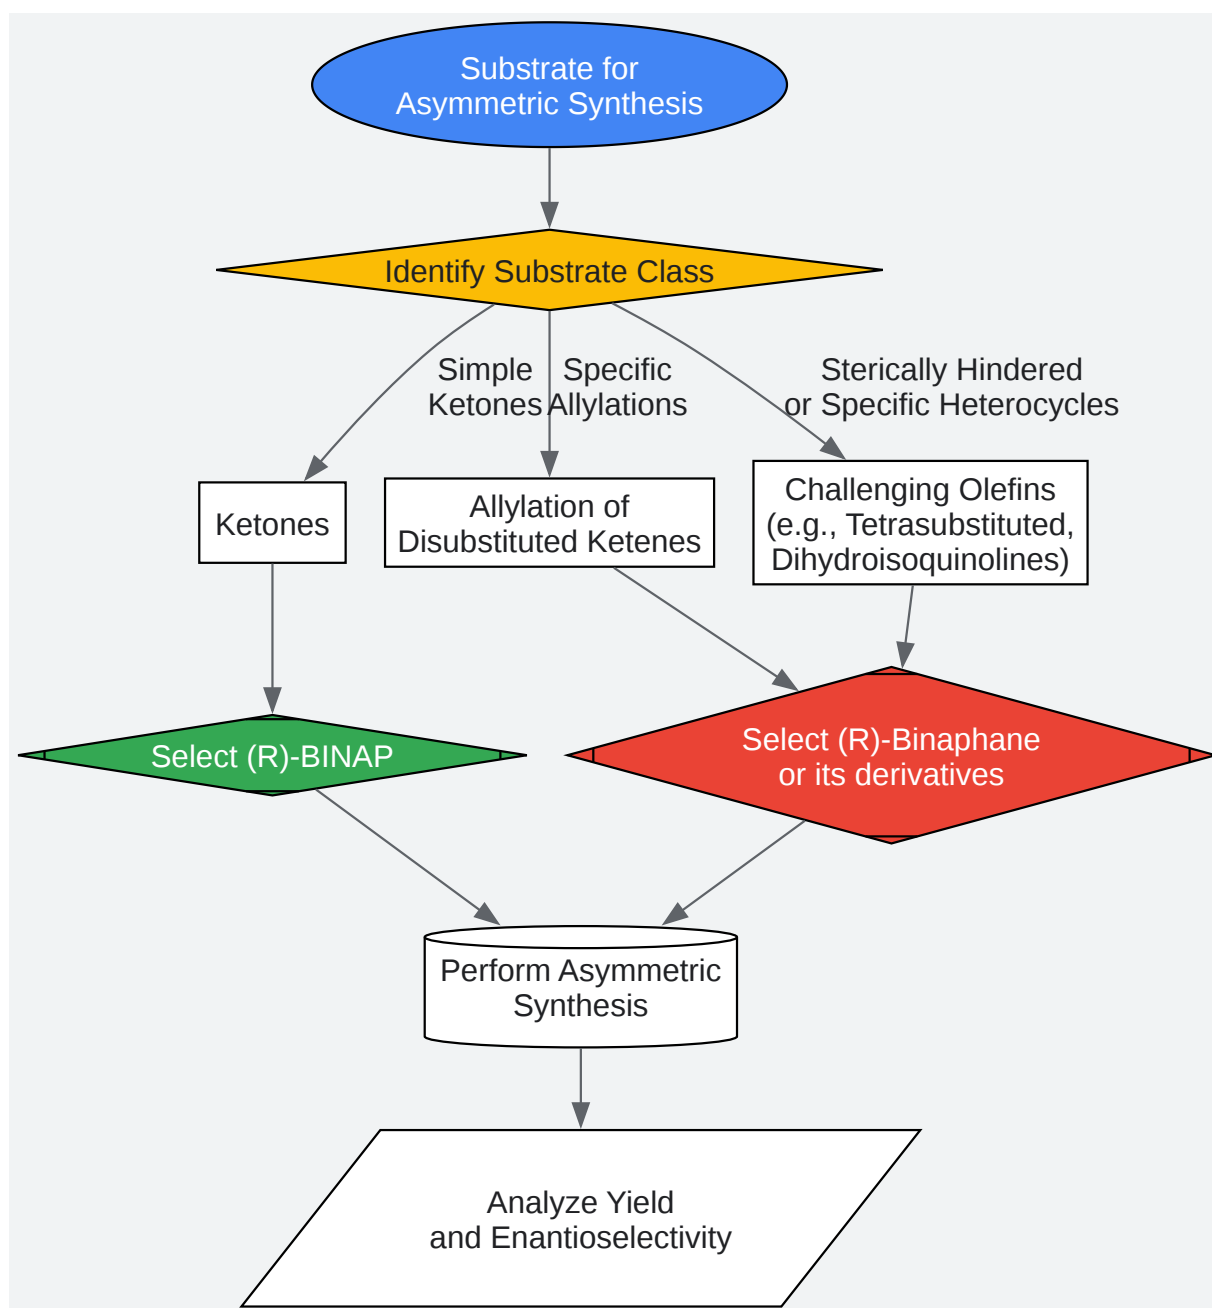 Substrate for
Asymmetric Synthesis
Identify Substrate Class
Simple
Ketones
Specific
Allylations
Sterically Hindered
or Specific Heterocycles
Ketones
Allylation of
Disubstituted Ketenes
Challenging Olefins
(e.g., Tetrasubstituted,
Dihydroisoquinolines)
Select (R)-BINAP
Select (R)-Binaphane
or its derivatives
Perform Asymmetric
Synthesis
Analyze Yield
and Enantioselectivity